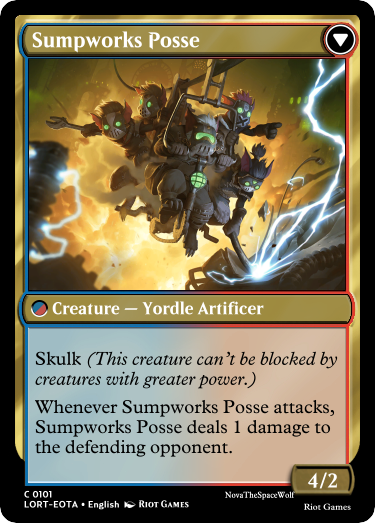 Sumpworks Posse
Creature — Yordle Artificer
Skulk (This creature can't be blocked by
creatures with greater power.)
Whenever Sumpworks Posse attacks,
Sumpworks Posse deals 1 damage to
the defending opponent.
4/2
C 0101
LORT-EOTA • English Riot Games
NovaTheSpaceWolf
Riot Games